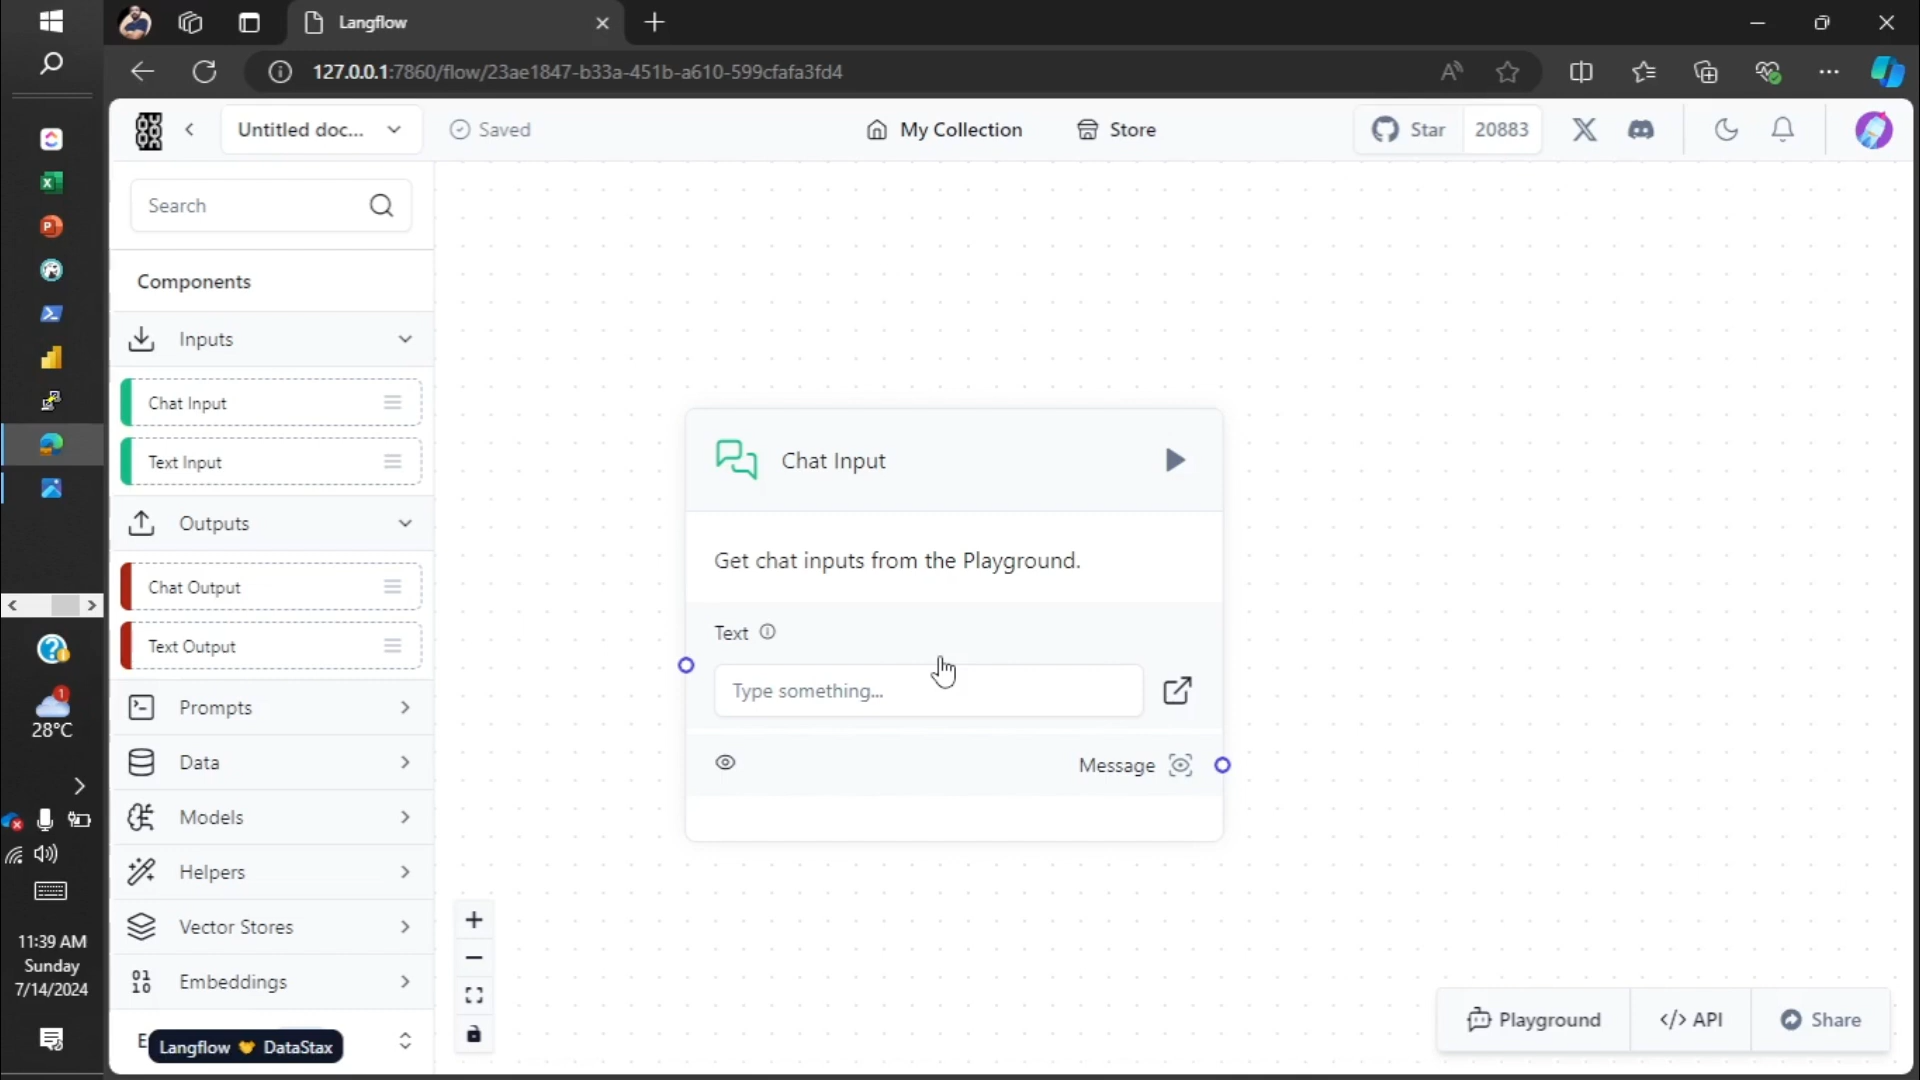 Langflow
127.0.0.1:7860/flow/23ae1847-b33a-451b-a610-599cfafa3fd4
Untitled doc...
Saved
My Collection
Store
Star
20883
Search
Components
Inputs
Chat Input
Text Input
Outputs
Chat Output
Text Output
Prompts
Data
Models
Helpers
Vector Stores
Embeddings
E
Langflow DataStax
Chat Input
Get chat inputs from the Playground.
Text
Type something...
Message
Playground
API
Share
1
28°C
11:39 AM
Sunday
7/14/2024